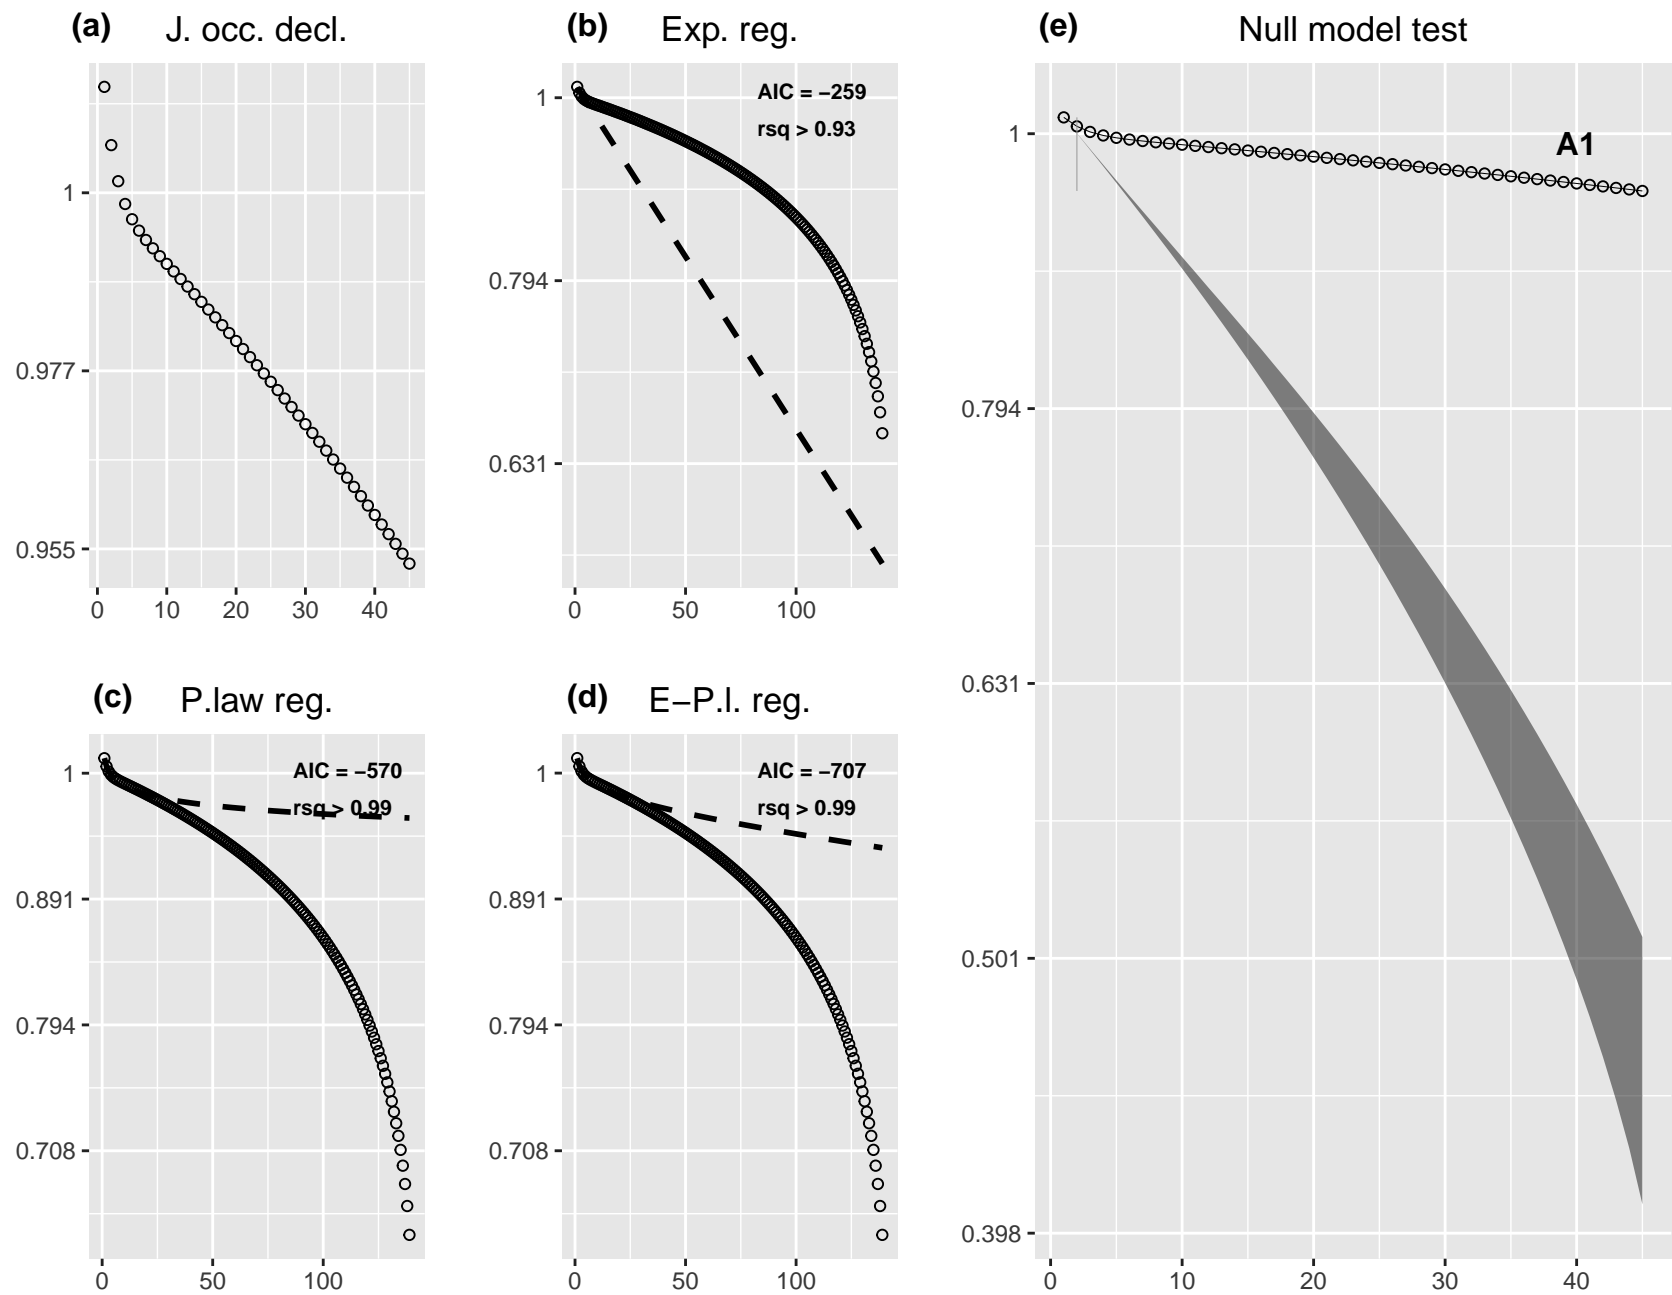 (a) J. occ. decl.
1
0.977
0.955
0 10 20 30 40
(b) Exp. reg.
AIC = −259
rsq > 0.93
1
0.794
0.631
0 50 100
(c) P.law reg.
AIC = −570
rsq > 0.99
1
0.891
0.794
0.708
0 50 100
(d) E−P.l. reg.
AIC = −707
rsq > 0.99
1
0.891
0.794
0.708
0 50 100
(e) Null model test
A1
1
0.794
0.631
0.501
0.398
0 10 20 30 40